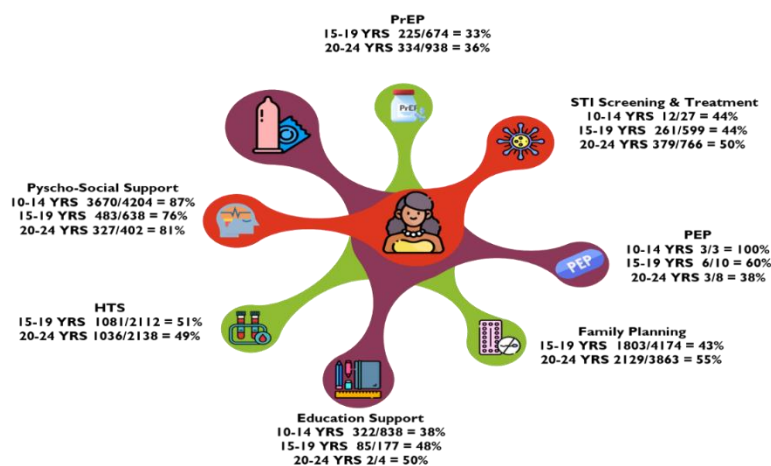 PrEP
15-19 YRS 225/674 = 33%
20-24 YRS 334/938 = 36%
PrEP
STI Screening & Treatment
10-14 YRS 12/27 = 44%
15-19 YRS 261/599 = 44%
20-24 YRS 379/766 = 50%
Pyscho-Social Support
10-14 YRS 3670/4204 = 87%
15-19 YRS 483/638 = 76%
20-24 YRS 327/402 = 81%
PEP
PEP
10-14 YRS 3/3 = 100%
15-19 YRS 6/10 = 60%
20-24 YRS 3/8 = 38%
HTS
15-19 YRS 1081/2112 = 51%
20-24 YRS 1036/2138 = 49%
Family Planning
15-19 YRS 1803/4174 = 43%
20-24 YRS 2129/3863 = 55%
Education Support
10-14 YRS 322/838 = 38%
15-19 YRS 85/177 = 48%
20-24 YRS 2/4 = 50%